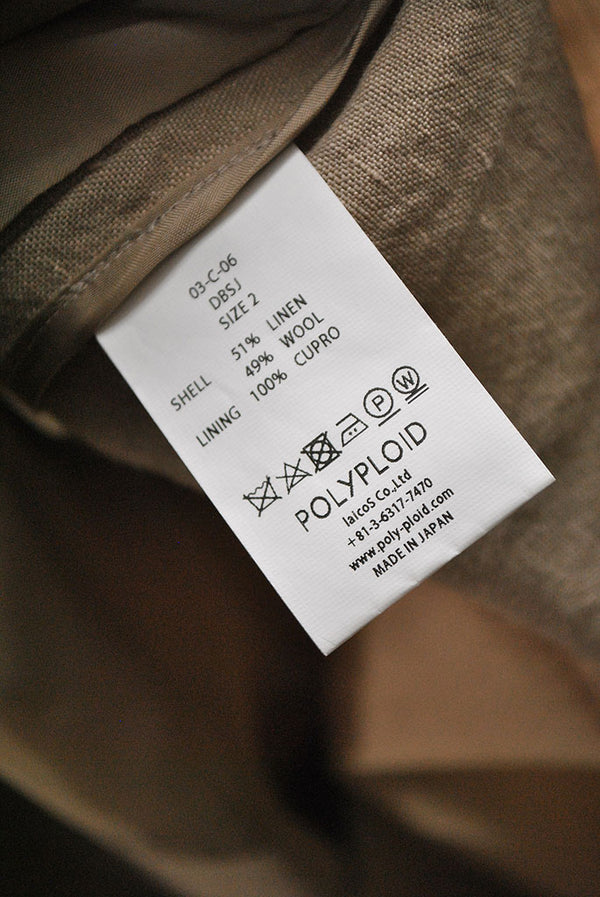 03-C-06
DBSJ
SIZE 2
SHELL 51% LINEN
49% WOOL
LINING 100% CUPRO
P W
POLYPLOID
laicoS Co.,Ltd
+81-3-6317-7470
www.poly-ploid.com
MADE IN JAPAN